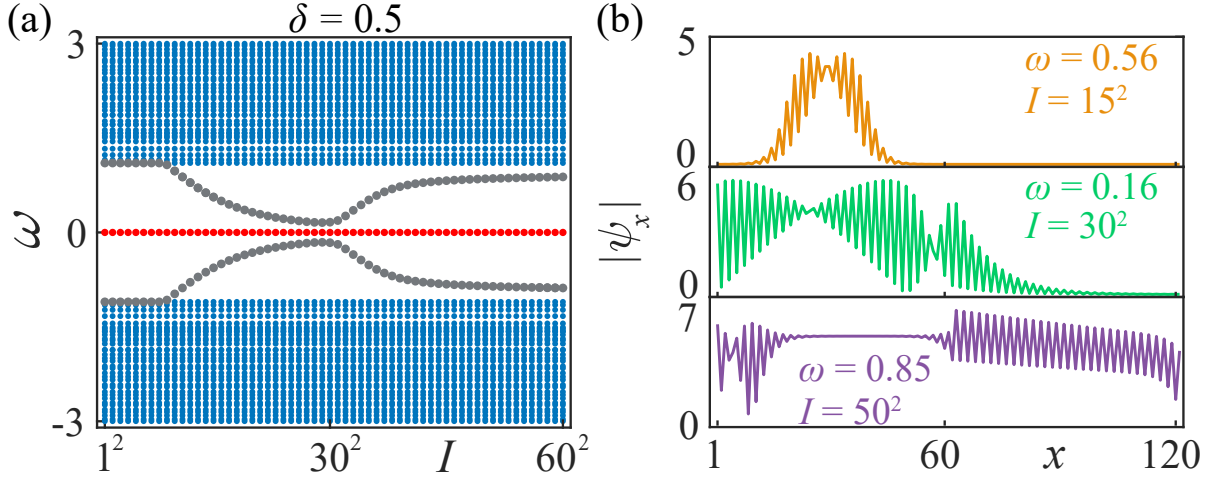 (a)
δ = 0.5
3
0
-3
ω
1²
30²
I
60²
(b)
|ψₓ|
5
0
ω = 0.56
I = 15²
6
0
ω = 0.16
I = 30²
7
0
ω = 0.85
I = 50²
1
60
x
120